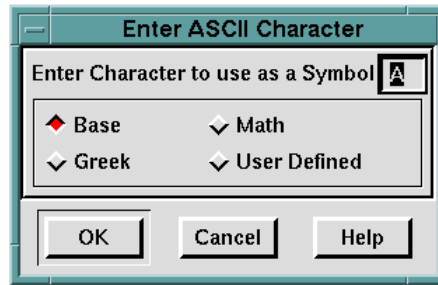 Enter ASCII Character
Enter Character to use as a Symbol A
Base Math
Greek User Defined
OK Cancel Help